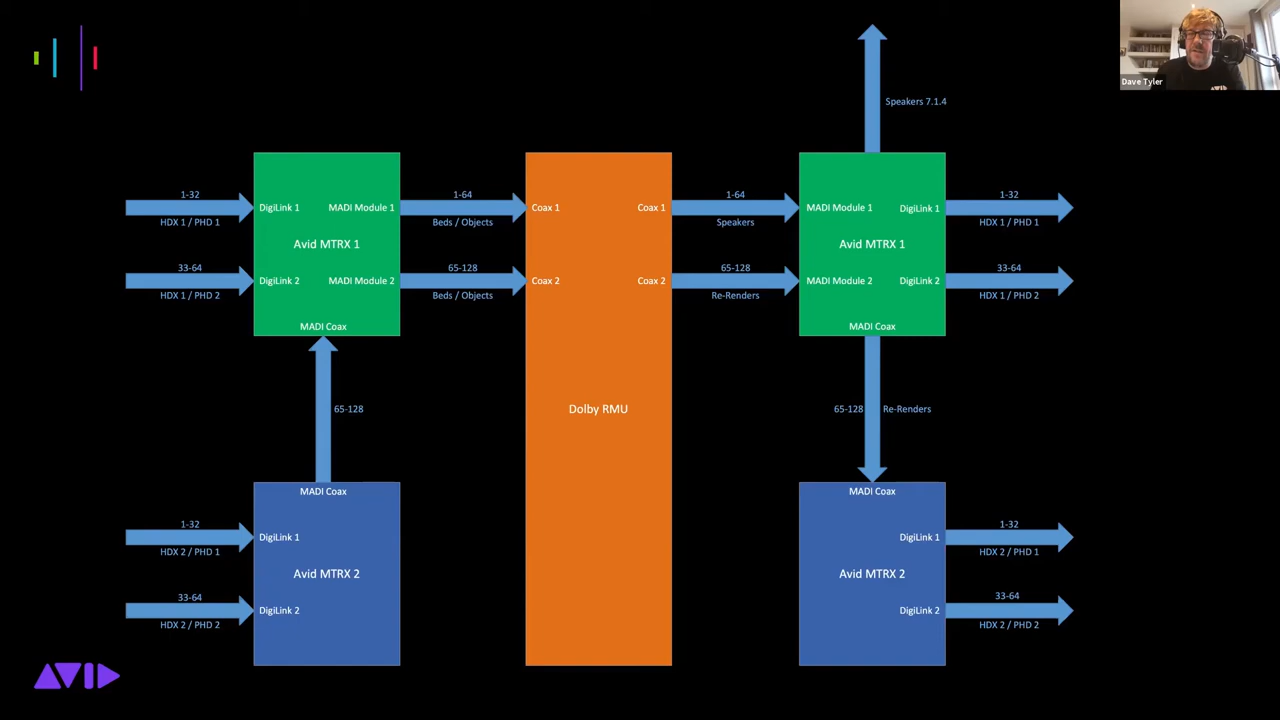 Dave Tyler
Speakers 7.1.4
1-32
HDX 1 / PHD 1
33-64
HDX 1 / PHD 2
DigiLink 1
MADI Module 1
Avid MTRX 1
DigiLink 2
MADI Module 2
MADI Coax
1-64
Beds / Objects
65-128
Beds / Objects
Coax 1
Coax 1
Coax 2
Coax 2
Dolby RMU
1-64
Speakers
65-128
Re-Renders
MADI Module 1
DigiLink 1
Avid MTRX 1
MADI Module 2
DigiLink 2
MADI Coax
1-32
HDX 1 / PHD 1
33-64
HDX 1 / PHD 2
65-128
65-128
Re-Renders
1-32
HDX 2 / PHD 1
33-64
HDX 2 / PHD 2
MADI Coax
DigiLink 1
Avid MTRX 2
DigiLink 2
MADI Coax
DigiLink 1
Avid MTRX 2
DigiLink 2
1-32
HDX 2 / PHD 1
33-64
HDX 2 / PHD 2
AVID